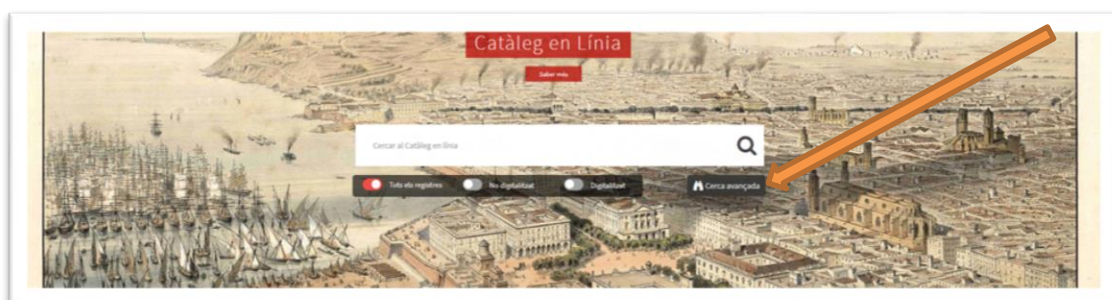 Catàleg en Línia
Saber més
Cercar al Catàleg en línia
Tots els registres No digitalitzat Digitalitzat Cerca avançada